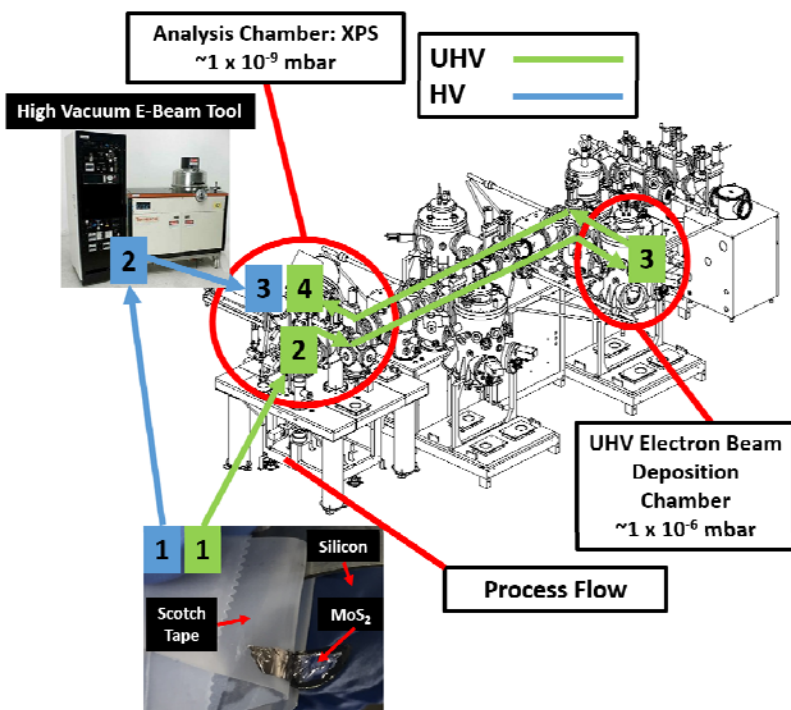 Analysis Chamber: XPS
~1 x 10⁻⁹ mbar
UHV
HV
High Vacuum E-Beam Tool
2
3
4
3
2
UHV Electron Beam
Deposition
Chamber
~1 x 10⁻⁶ mbar
1
1
Silicon
Scotch
Tape
MoS₂
Process Flow